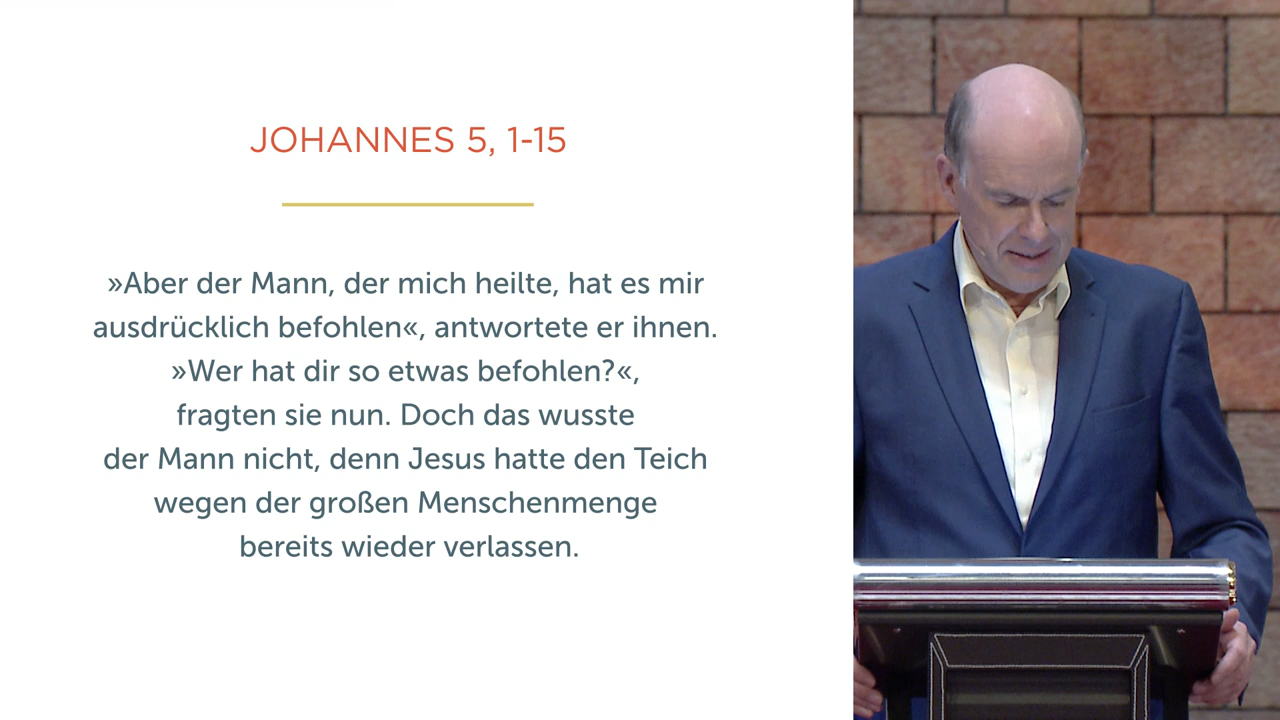 JOHANNES 5, 1-15
»Aber der Mann, der mich heilte, hat es mir
ausdrücklich befohlen«, antwortete er ihnen.
»Wer hat dir so etwas befohlen?«,
fragten sie nun. Doch das wusste
der Mann nicht, denn Jesus hatte den Teich
wegen der großen Menschenmenge
bereits wieder verlassen.